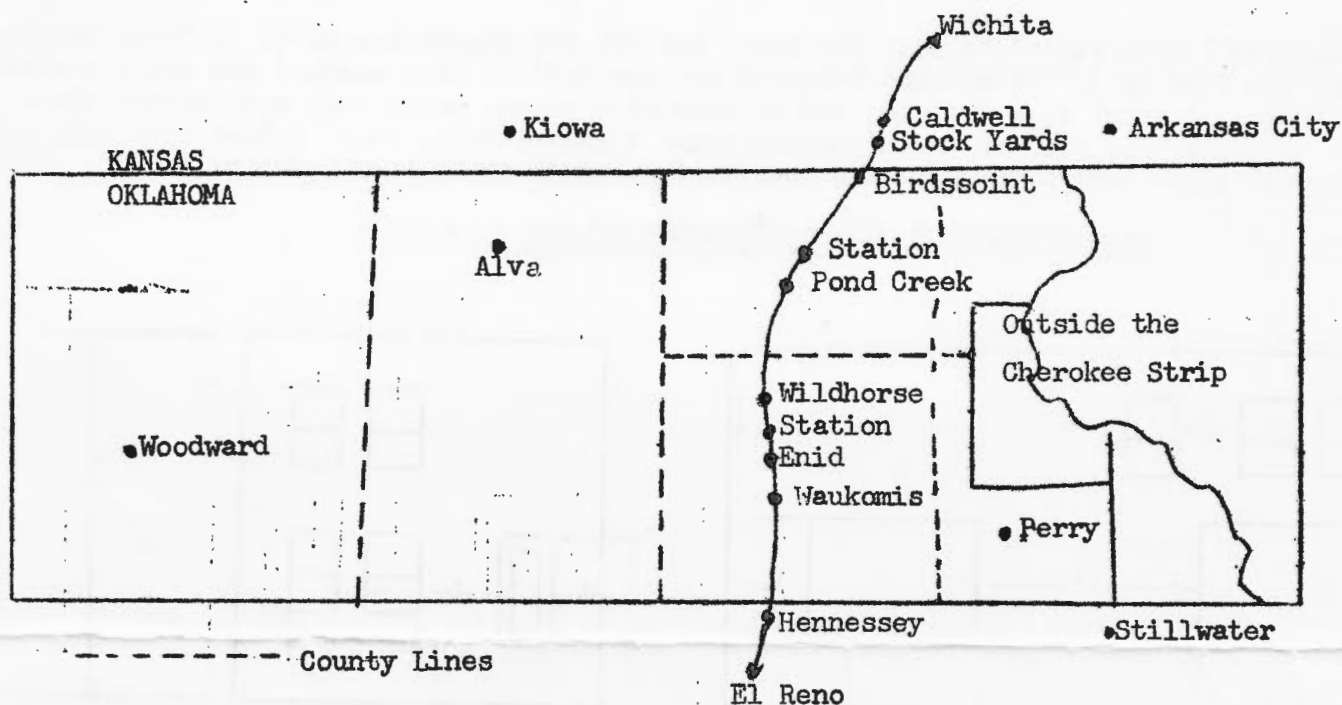 Wichita
Kiowa
Caldwell
Stock Yards
Arkansas City
KANSAS
OKLAHOMA
Birdssoint
Station
Alva
Pond Creek
Outside the
Cherokee Strip
Wildhorse
Station
Woodward
Enid
Waukomis
Perry
Hennessey
Stillwater
County Lines
El Reno